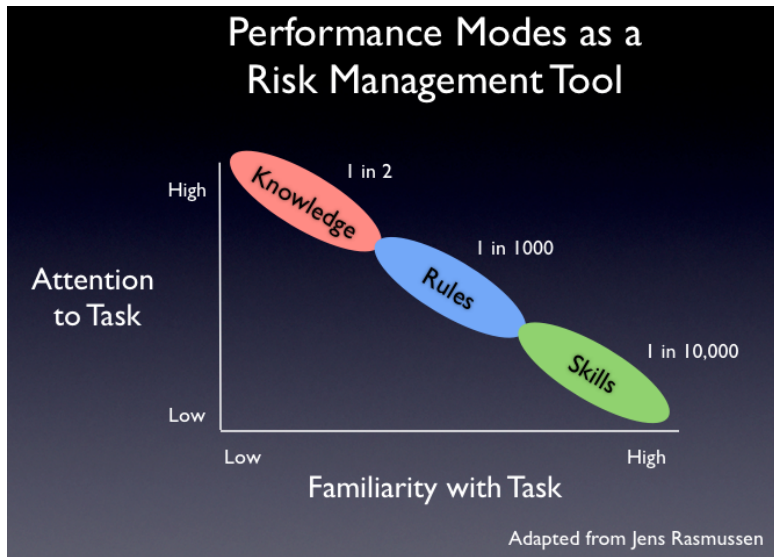 Performance Modes as a
Risk Management Tool
1 in 2
High
Knowledge
1 in 1000
Attention
to Task
Rules
1 in 10,000
Skills
Low
Low
High
Familiarity with Task
Adapted from Jens Rasmussen